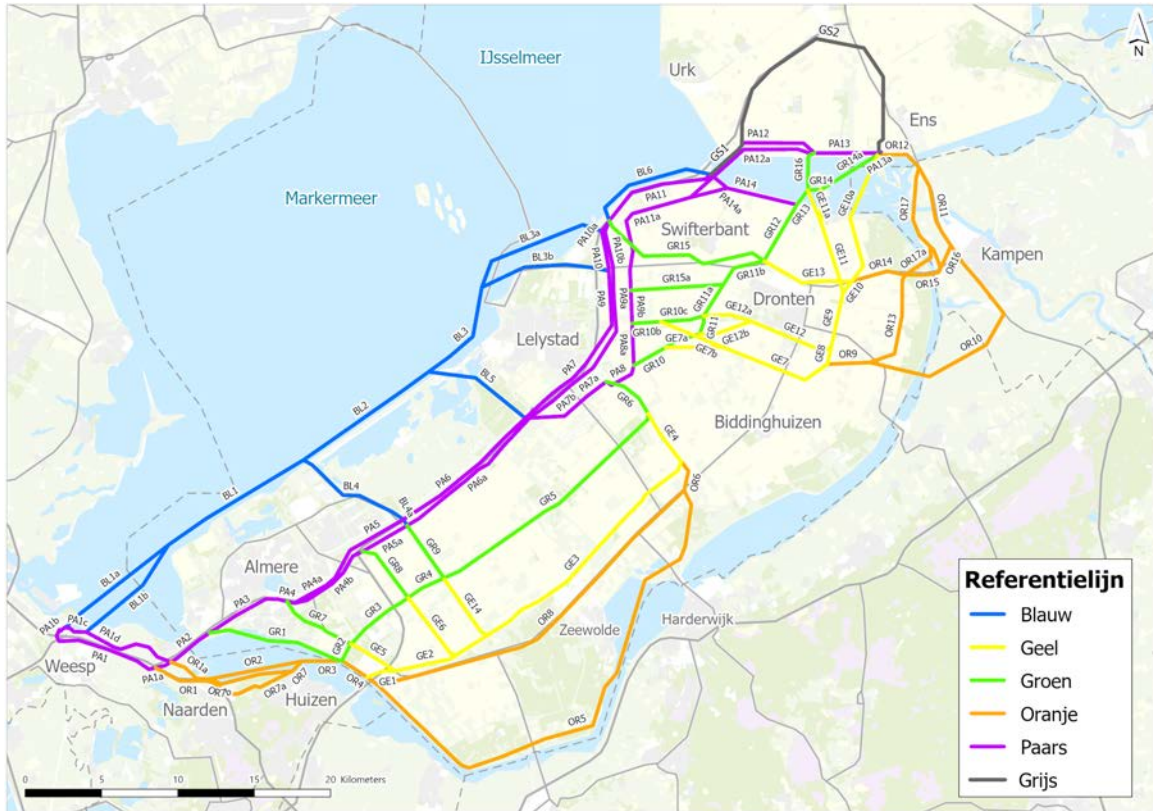 GS2
N
IJsselmeer
Urk
Ens
PA12
PA13
OR12
GS1
PA12a
GR14a
PA13a
BL6
GR16
GR14
PA14
PA11
PA14a
GE11a
GE10a
OR17
OR11
Markermeer
BL3a
PA10a
PA11a
GR13
Swifterbant
GR12
PA10
PA10b
GR15
GE11
OR17a
OR16
Kampen
BL3b
GR11b
GE13
OR14
OR15
GE10
PA9
PA9a
GR15a
Dronten
PA9b
GR11a
GE9
BL3
GR10c
GE12a
OR13
Lelystad
GR10b
GR11
GE12
GE12b
OR10
PA8a
GE7a
GE7b
GE8
PA7
GR10
GE7
OR9
BL5
PA7a
PA8
PA7b
GR6
BL2
Biddinghuizen
GE4
PA6
OR6
PA6a
BL1
BL4
GR5
BL4a
PA5
PA5a
GR9
Almere
GE3
BL1a
GR8
GR4
PA4a
BL1b
PA4b
PA3
PA4
GR3
GE14
PA1b
PA1c
GR7
GE6
OR8
Zeewolde
Harderwijk
PA1d
PA2
GR1
GR2
Weesp
PA1
GE5
GE2
OR1a
OR2
OR3
PA1a
OR1
OR7b
OR7
OR7a
OR4
GE1
Naarden
Huizen
OR5
0
5
10
15
20
Kilometers
Referentielijn
Blauw
Geel
Groen
Oranje
Paars
Grijs